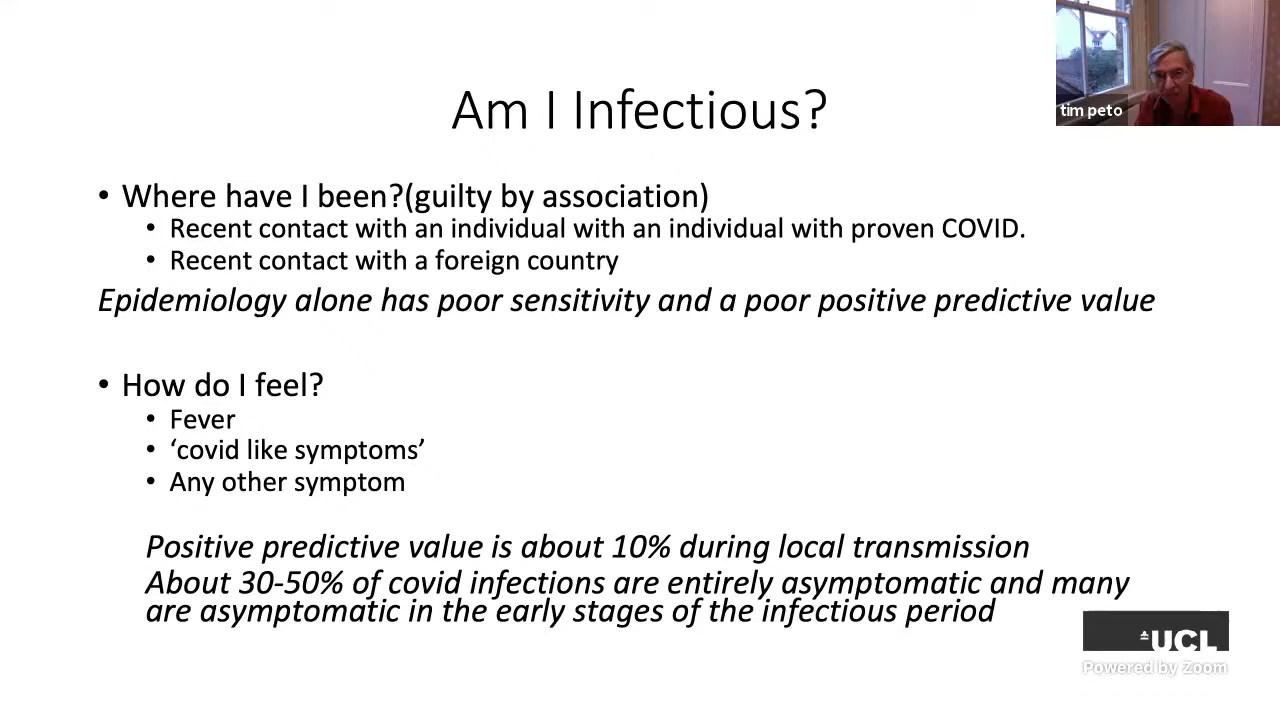 Am I Infectious?
tim peto
• Where have I been?(guilty by association)
• Recent contact with an individual with an individual with proven COVID.
• Recent contact with a foreign country
Epidemiology alone has poor sensitivity and a poor positive predictive value
• How do I feel?
• Fever
• ‘covid like symptoms’
• Any other symptom
Positive predictive value is about 10% during local transmission
About 30-50% of covid infections are entirely asymptomatic and many
are asymptomatic in the early stages of the infectious period
UCL
Powered by Zoom